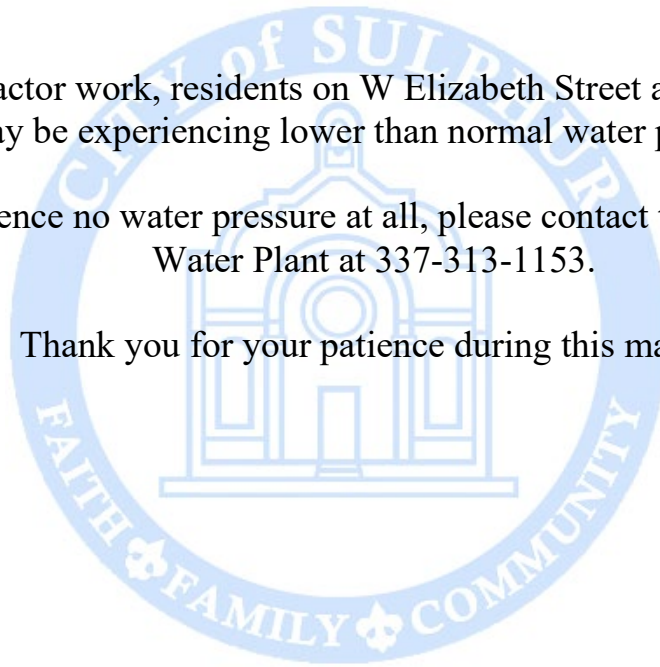 CITY of SULPHUR
actor work, residents on W Elizabeth Street a
ay be experiencing lower than normal water p
ence no water pressure at all, please contact t
Water Plant at 337-313-1153.
Thank you for your patience during this ma
FAITH FAMILY COMMUNITY